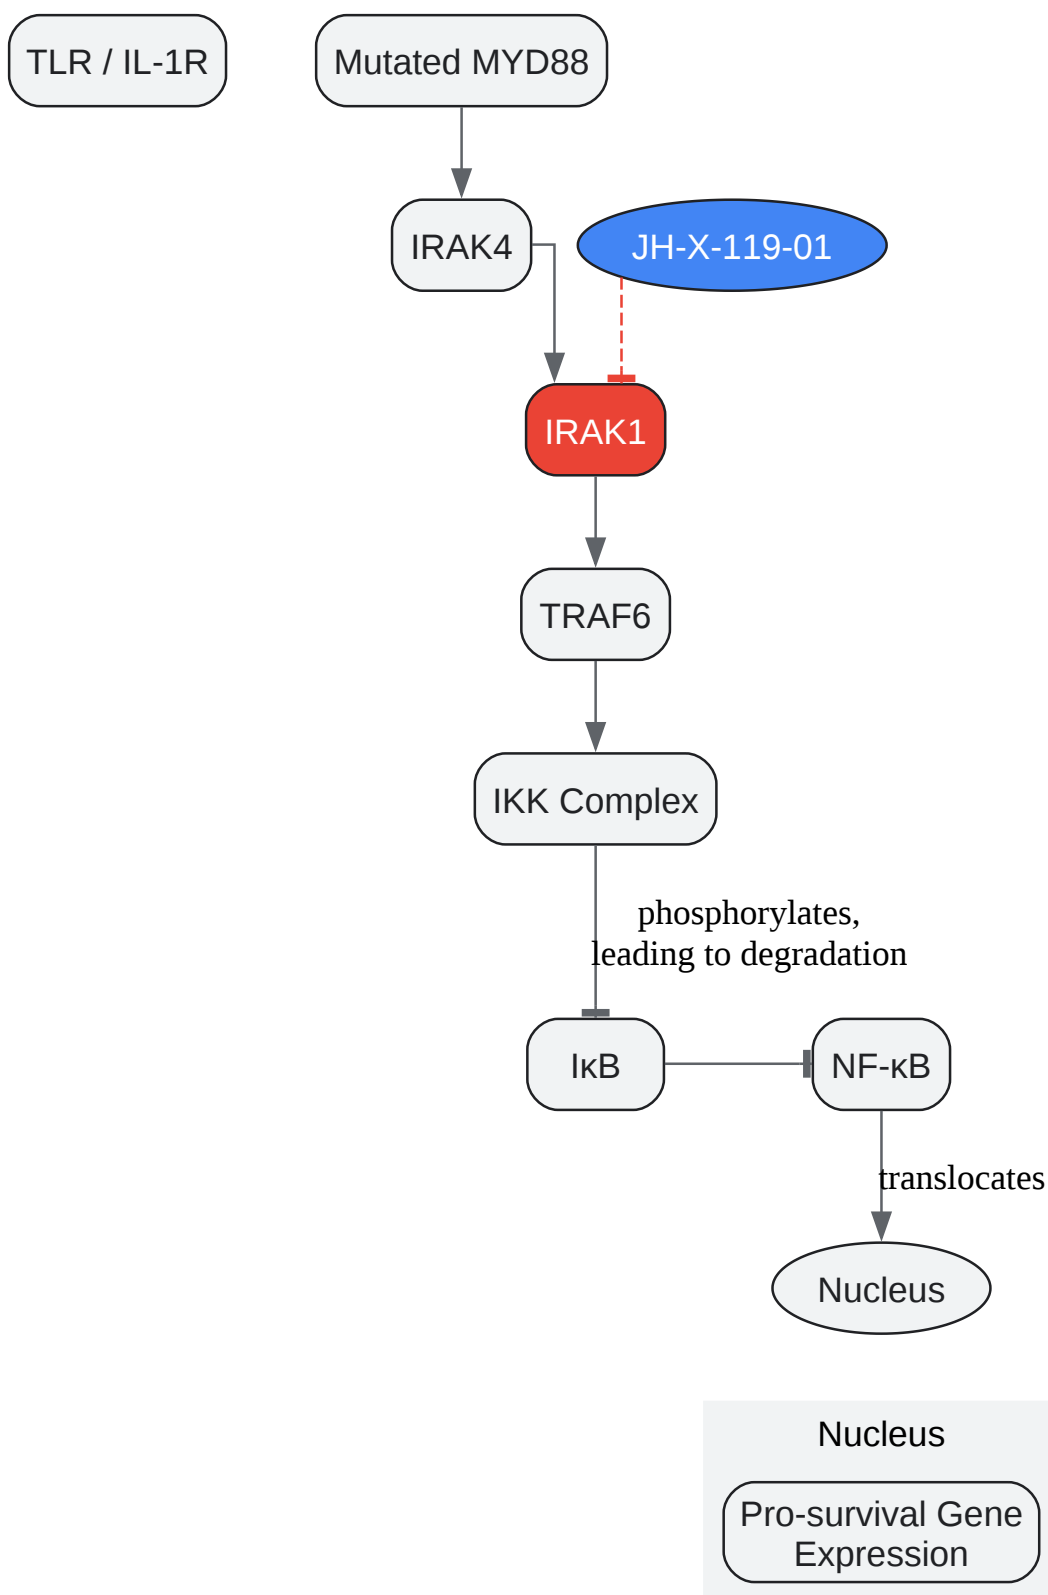 TLR / IL-1R
Mutated MYD88
IRAK4
JH-X-119-01
IRAK1
TRAF6
IKK Complex
phosphorylates,
leading to degradation
IκB
NF-κB
translocates
Nucleus
Nucleus
Pro-survival Gene
Expression